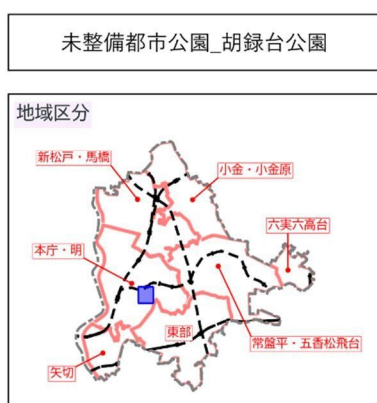 未整備都市公園_胡録台公園
地域区分
新松戸・馬橋
小金・小金原
六実六高台
本庁・明
東部
常盤平・五香松飛台
矢切